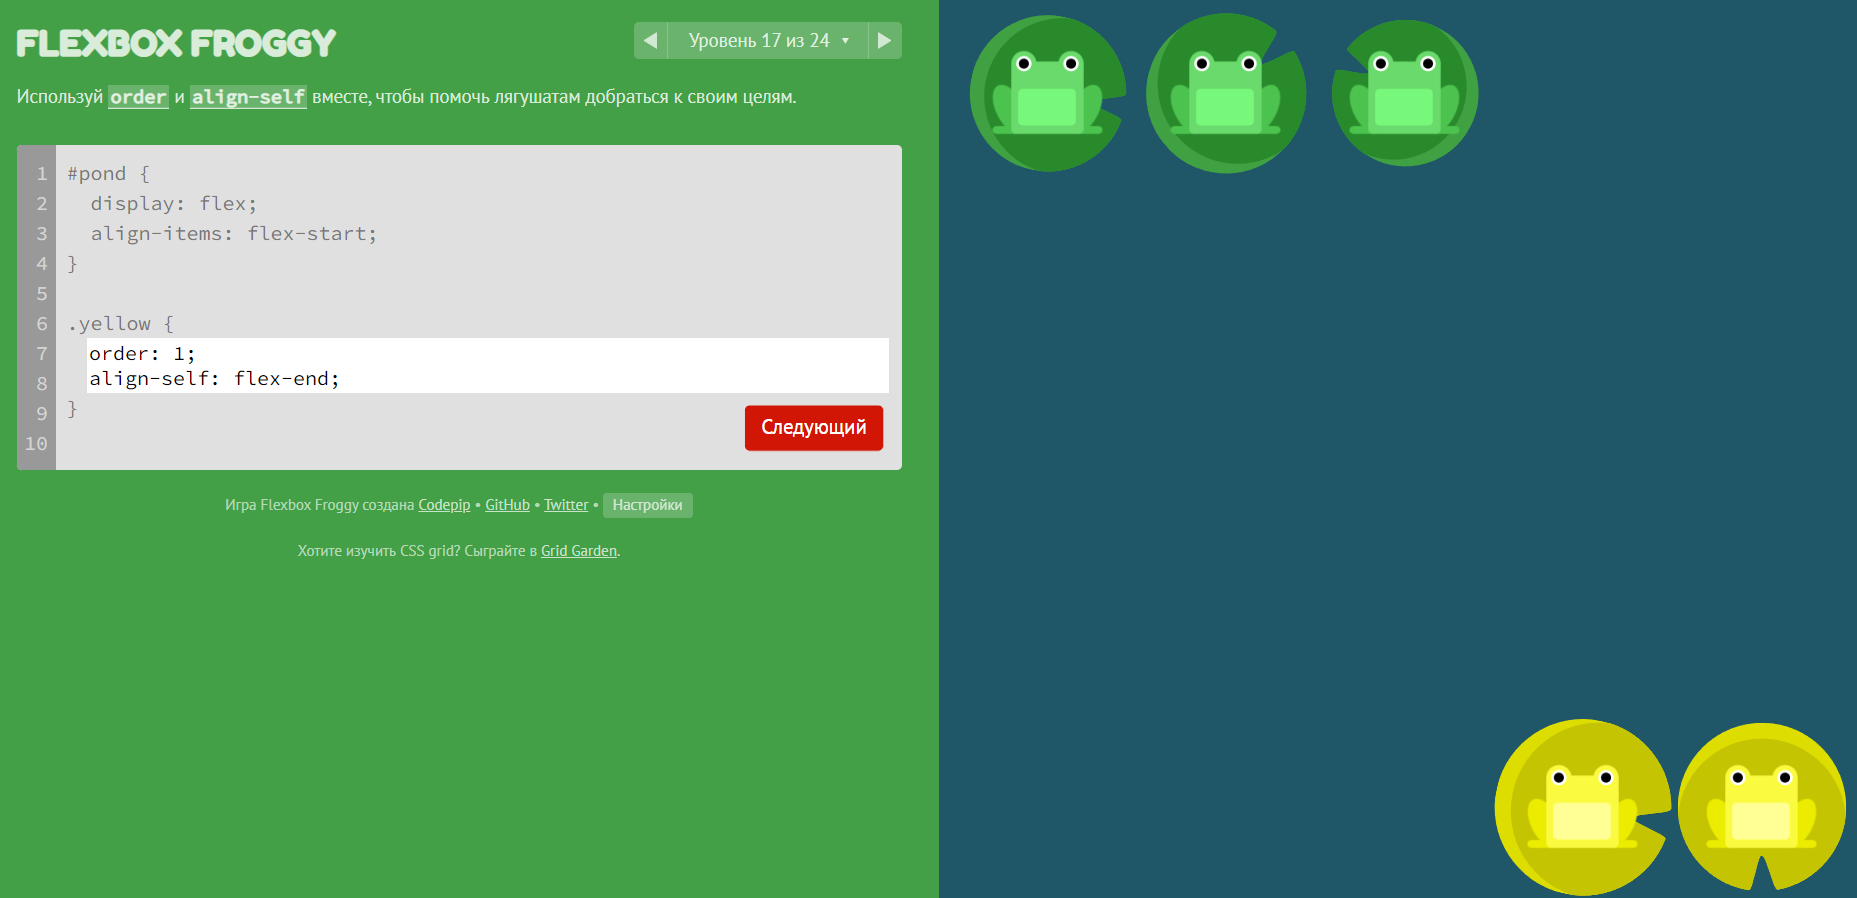 FLEXBOX FROGGY
Уровень 17 из 24
Используй order и align-self вместе, чтобы помочь лягушатам добраться к своим целям.
1 #pond {
2 display: flex;
3 align-items: flex-start;
4 }
5
6 .yellow {
7 order: 1;
8 align-self: flex-end;
9 }
10
Следующий
Игра Flexbox Froggy создана Codepip • GitHub • Twitter • Настройки
Хотите изучить CSS grid? Сыграйте в Grid Garden.